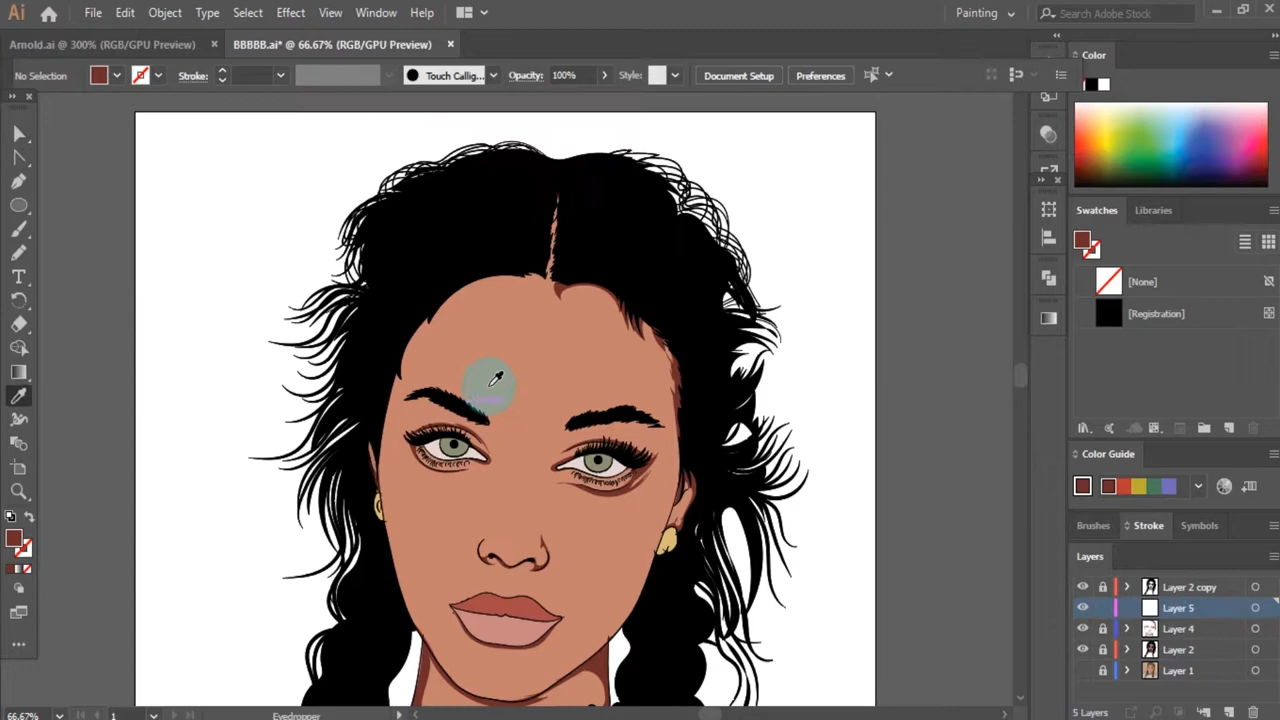 Ai File Edit Object Type Select Effect View Window Help Painting Search Adobe Stock
Arnold.ai @ 300% (RGB/GPU Preview) × BBBBB.ai* @ 66.67% (RGB/GPU Preview) ×
No Selection Stroke: Touch Callig... Opacity: 100% Style: Document Setup Preferences
Color
Swatches Libraries
[None]
[Registration]
Color Guide
Brushes Stroke Symbols
Layers
Layer 2 copy
Layer 5
Layer 4
Layer 2
Layer 1
66.67% 1 Eyedropper 5 Layers